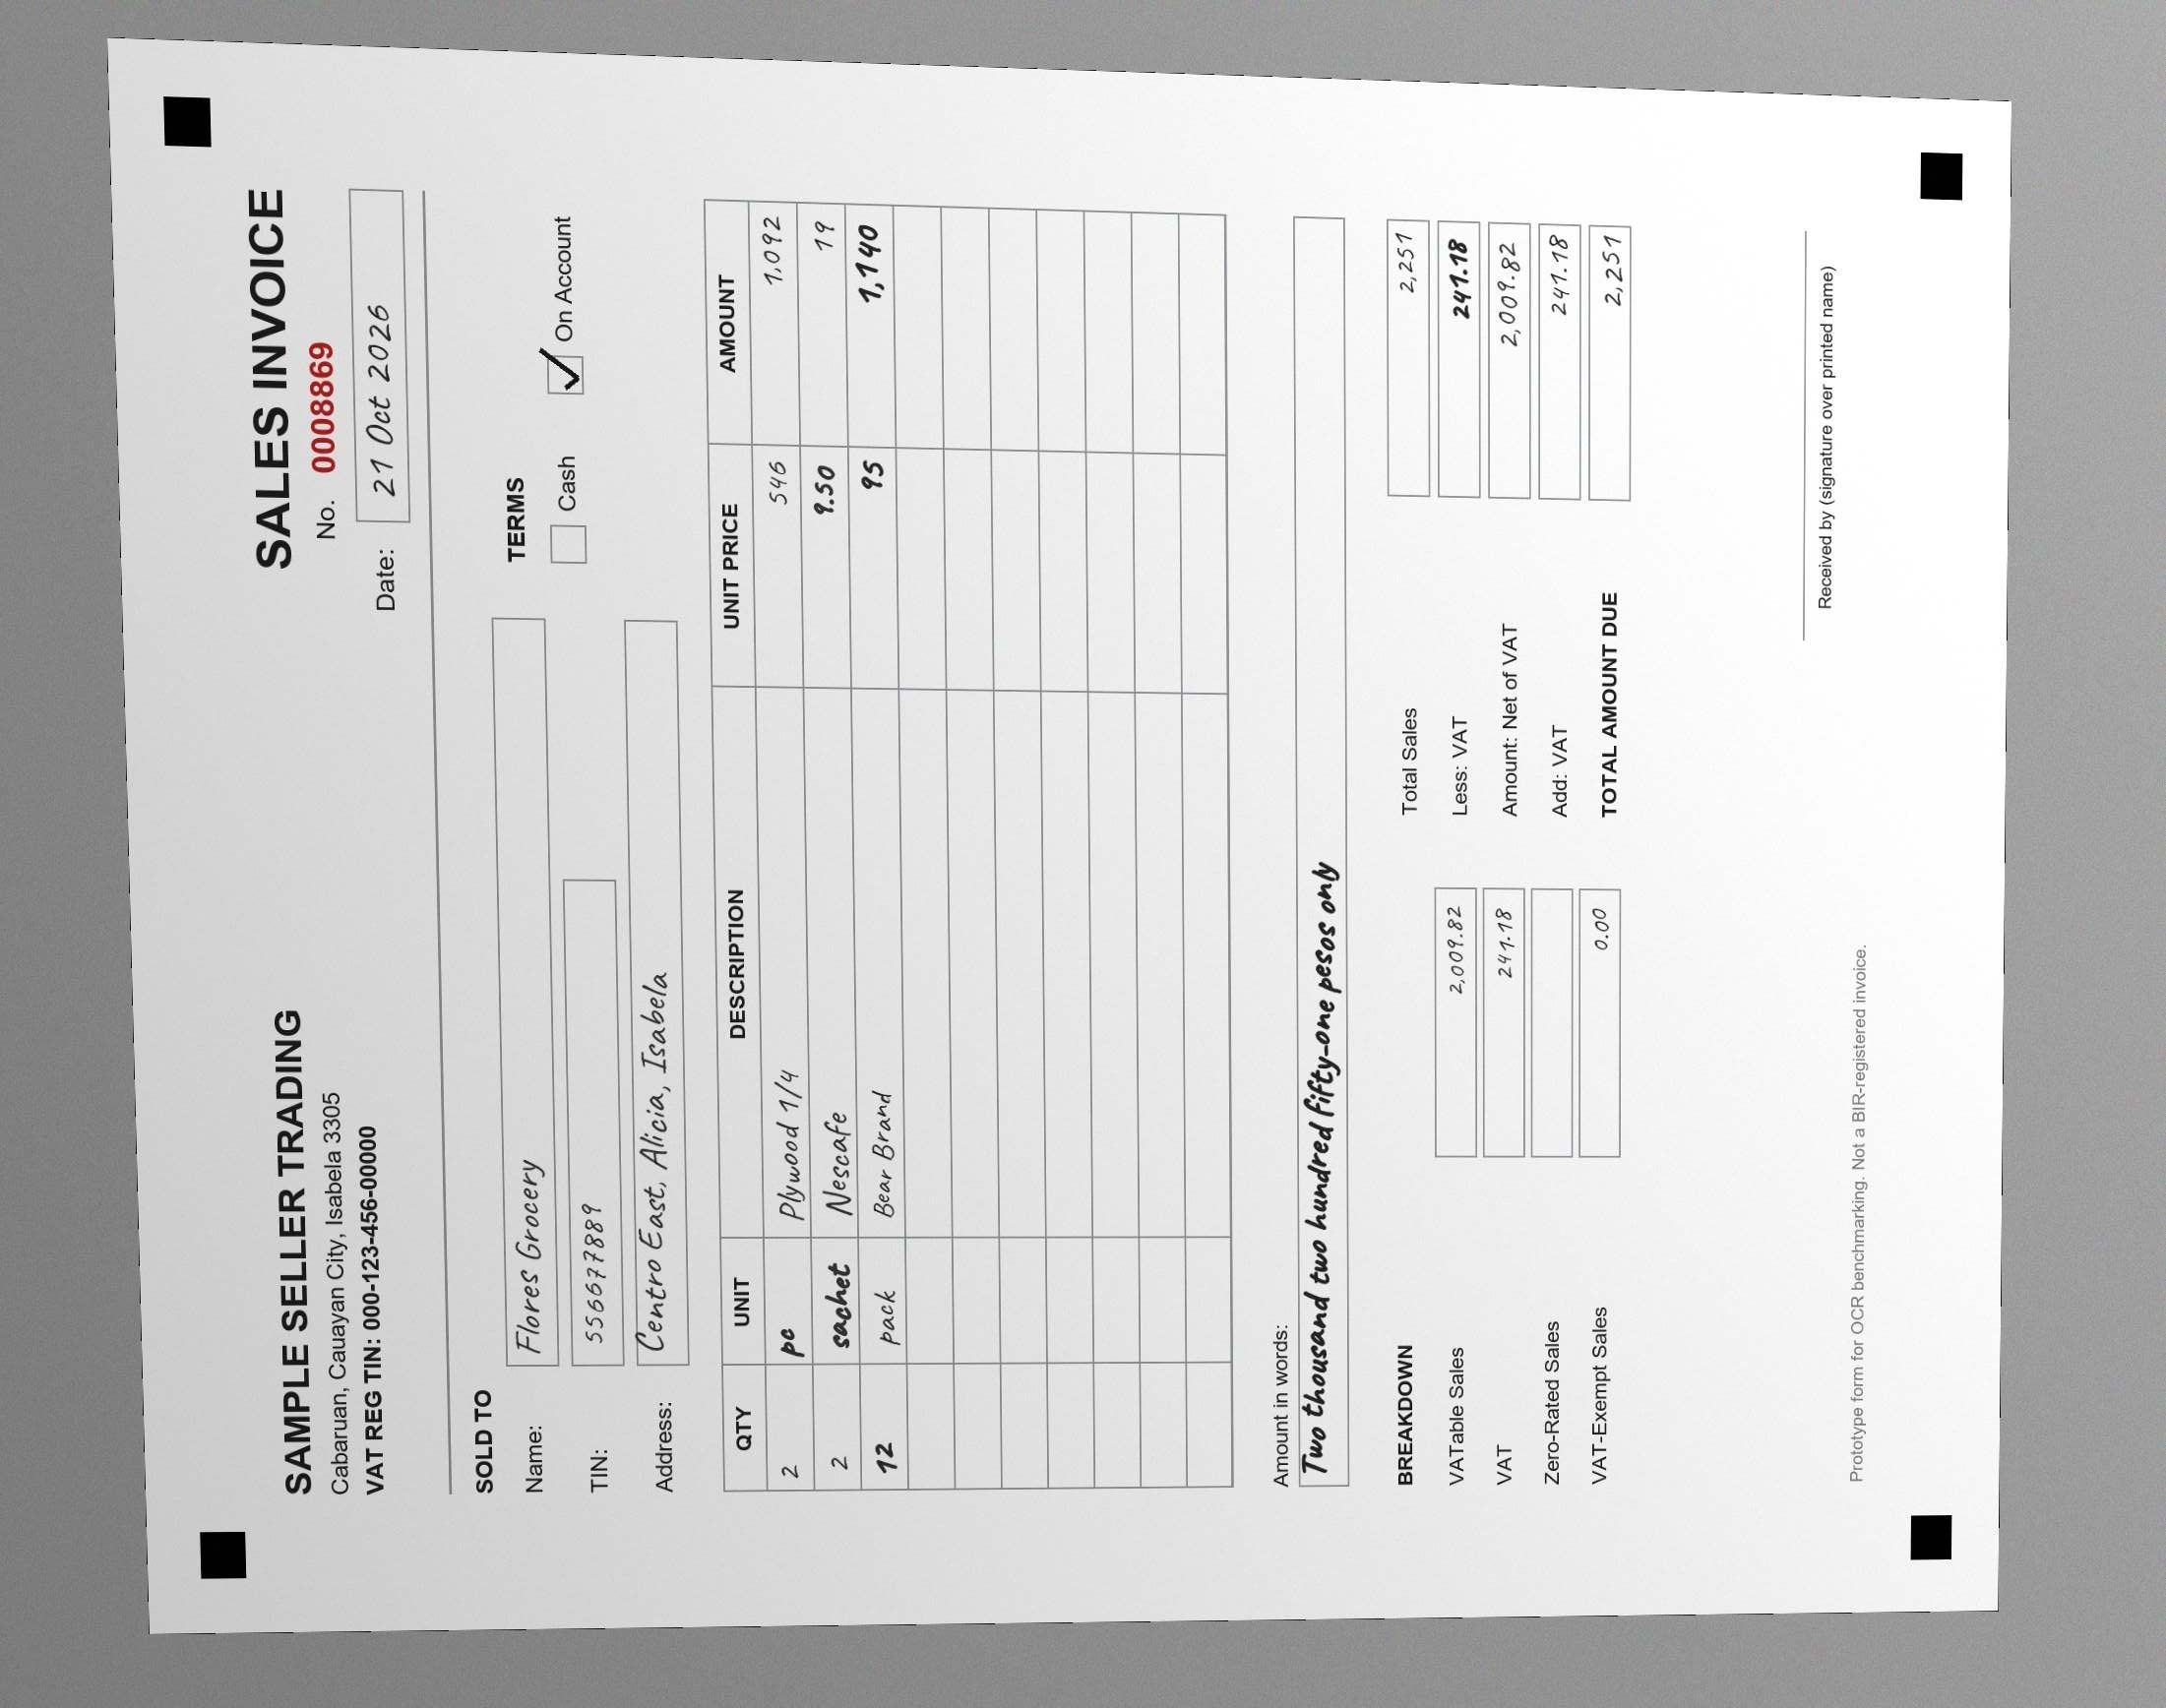 SAMPLE SELLER TRADING
Cabaruan, Cauayan City, Isabela 3305
VAT REG TIN: 000-123-456-00000
SALES INVOICE
No. 0008869
Date: 21 Oct 2026
SOLD TO
Name: Flores Grocery
TIN: 556677889
Address: Centro East, Alicia, Isabela
TERMS
Cash On Account
QTY UNIT DESCRIPTION UNIT PRICE AMOUNT
2 pc Plywood 1/4 546 1,092
2 sachet Nescafe 9.50 19
12 pack Bear Brand 95 1,140
Amount in words:
Two thousand two hundred fifty-one pesos only
BREAKDOWN
VATable Sales 2,009.82
VAT 241.18
Zero-Rated Sales
VAT-Exempt Sales 0.00
Total Sales 2,251
Less: VAT 241.18
Amount: Net of VAT 2,009.82
Add: VAT 241.18
TOTAL AMOUNT DUE 2,251
Received by (signature over printed name)
Prototype form for OCR benchmarking. Not a BIR-registered invoice.